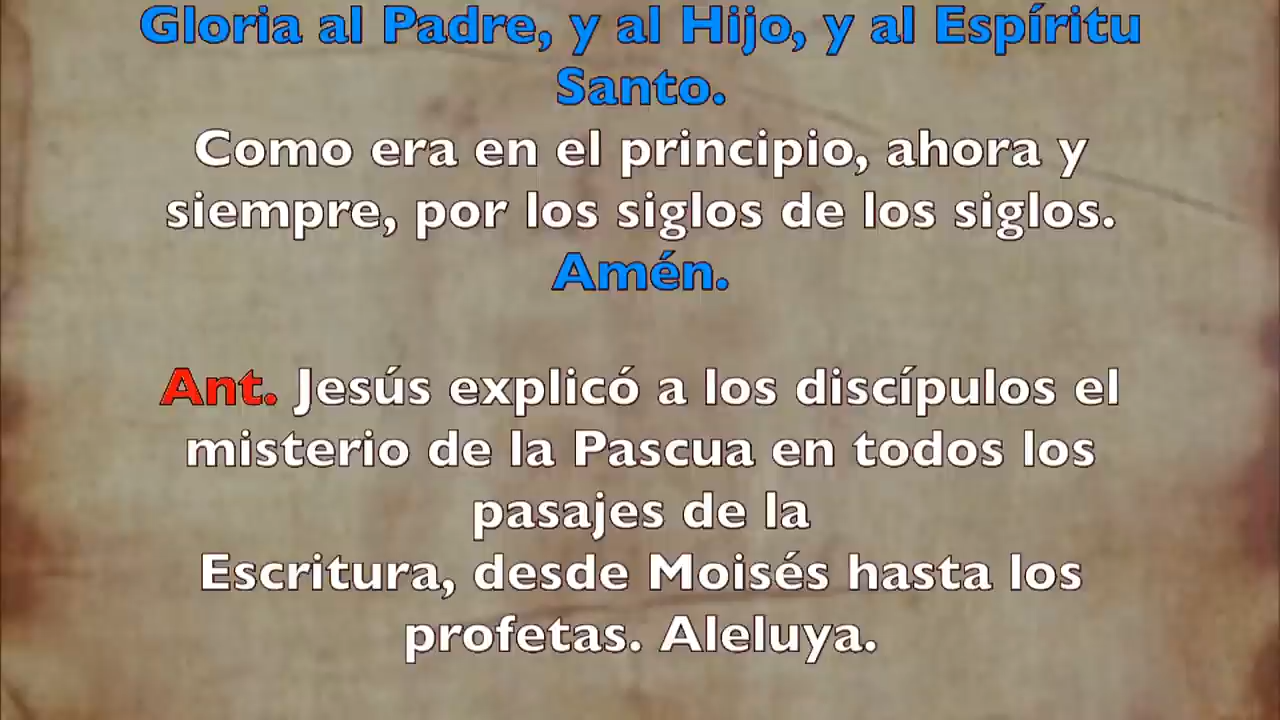 Gloria al Padre, y al Hijo, y al Espíritu
Santo.
Como era en el principio, ahora y
siempre, por los siglos de los siglos.
Amén.
Ant. Jesús explicó a los discípulos el
misterio de la Pascua en todos los
pasajes de la
Escritura, desde Moisés hasta los
profetas. Aleluya.